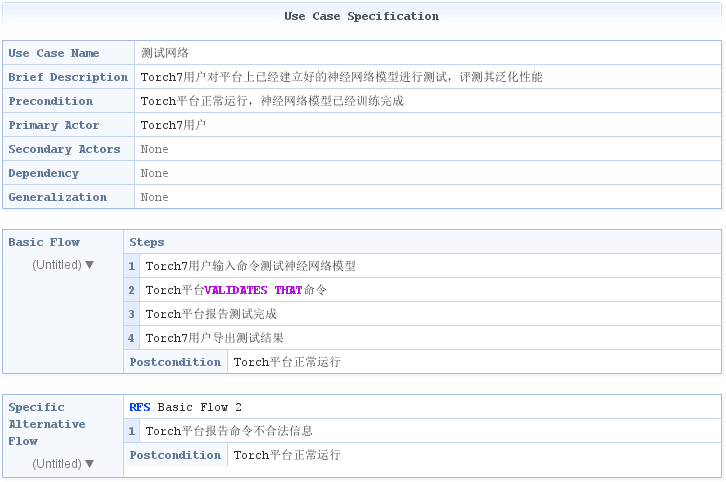 Use Case Specification
Use Case Name 测试网络
Brief Description Torch7用户对平台上已经建立好的神经网络模型进行测试，评测其泛化性能
Precondition Torch平台正常运行，神经网络模型已经训练完成
Primary Actor Torch7用户
Secondary Actors None
Dependency None
Generalization None
Basic Flow Steps
(Untitled) ▼
1 Torch7用户输入命令测试神经网络模型
2 Torch平台VALIDATES THAT命令
3 Torch平台报告测试完成
4 Torch7用户导出测试结果
Postcondition Torch平台正常运行
Specific Alternative Flow
(Untitled) ▼
RFS Basic Flow 2
1 Torch平台报告命令不合法信息
Postcondition Torch平台正常运行